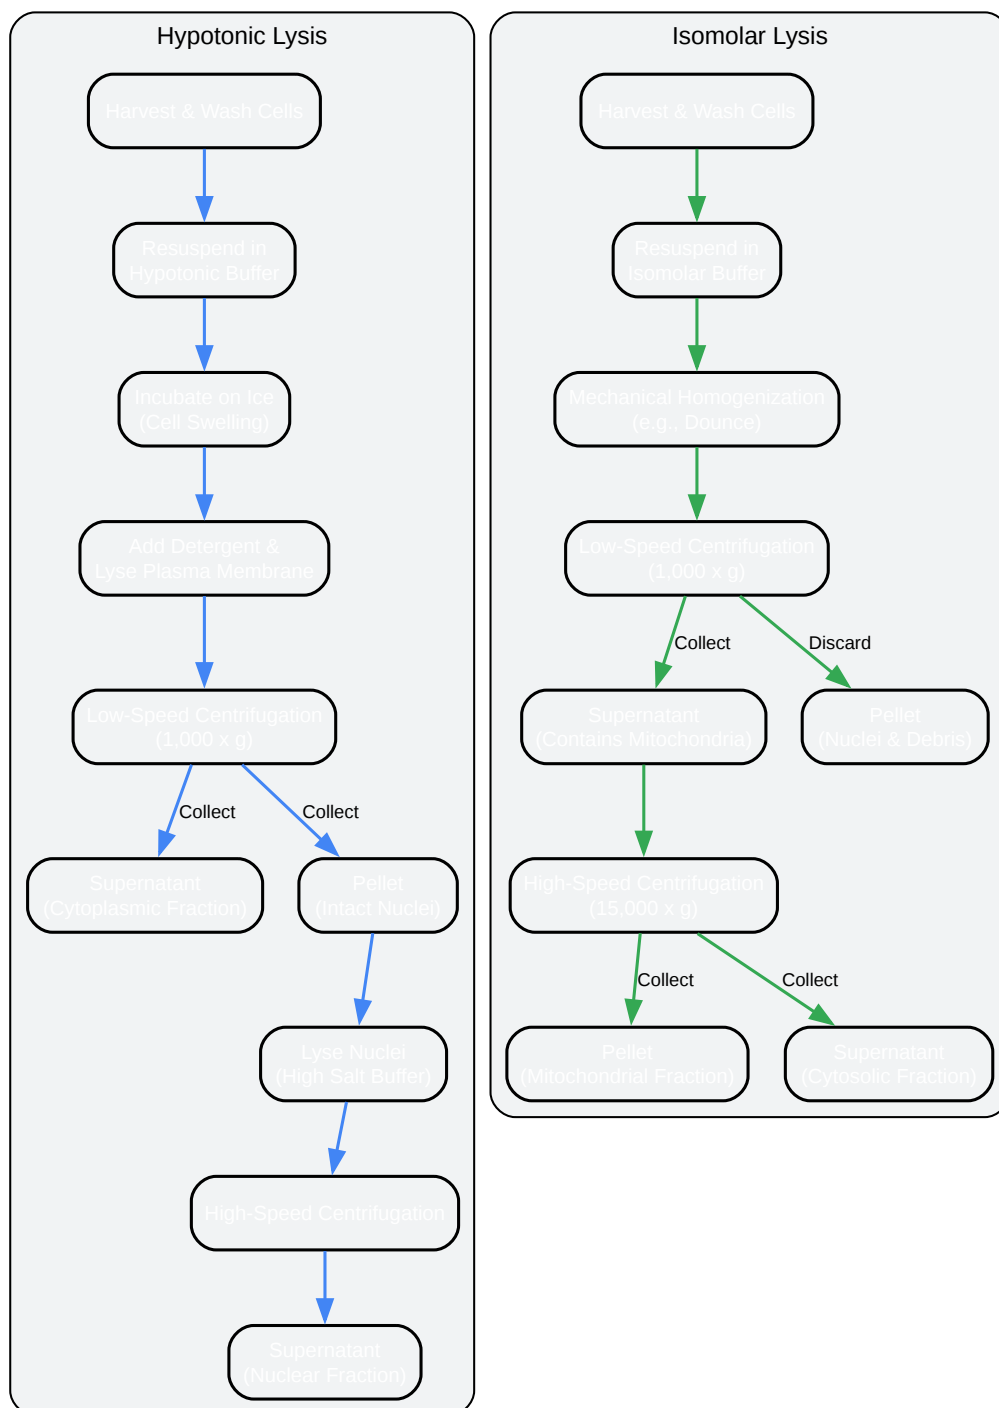 Hypotonic Lysis
Harvest & Wash Cells
Resuspend in
Hypotonic Buffer
Incubate on Ice
(Cell Swelling)
Add Detergent &
Lyse Plasma Membrane
Low-Speed Centrifugation
(1,000 x g)
Collect
Collect
Supernatant
(Cytoplasmic Fraction)
Pellet
(Intact Nuclei)
Lyse Nuclei
(High Salt Buffer)
High-Speed Centrifugation
Supernatant
(Nuclear Fraction)
Isomolar Lysis
Harvest & Wash Cells
Resuspend in
Isomolar Buffer
Mechanical Homogenization
(e.g., Dounce)
Low-Speed Centrifugation
(1,000 x g)
Collect
Discard
Supernatant
(Contains Mitochondria)
Pellet
(Nuclei & Debris)
High-Speed Centrifugation
(15,000 x g)
Collect
Collect
Pellet
(Mitochondrial Fraction)
Supernatant
(Cytosolic Fraction)